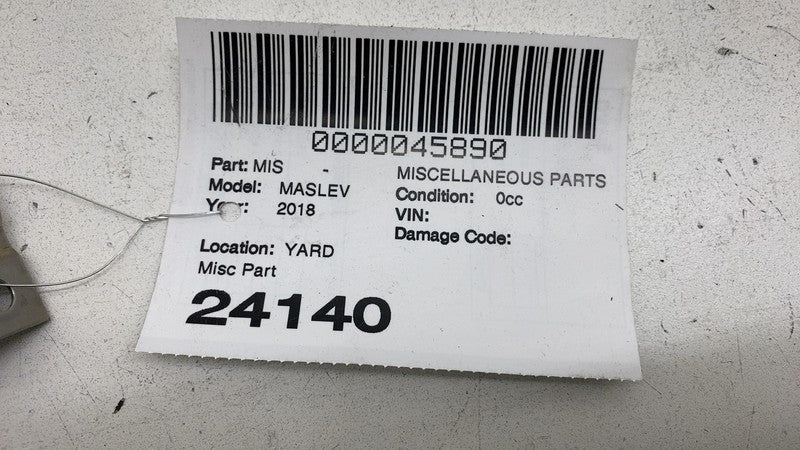 0000045890
Part: MIS - MISCELLANEOUS PARTS
Model: MASLEV Condition: 0cc
Year: 2018 VIN:
Damage Code:
Location: YARD
Misc Part
24140